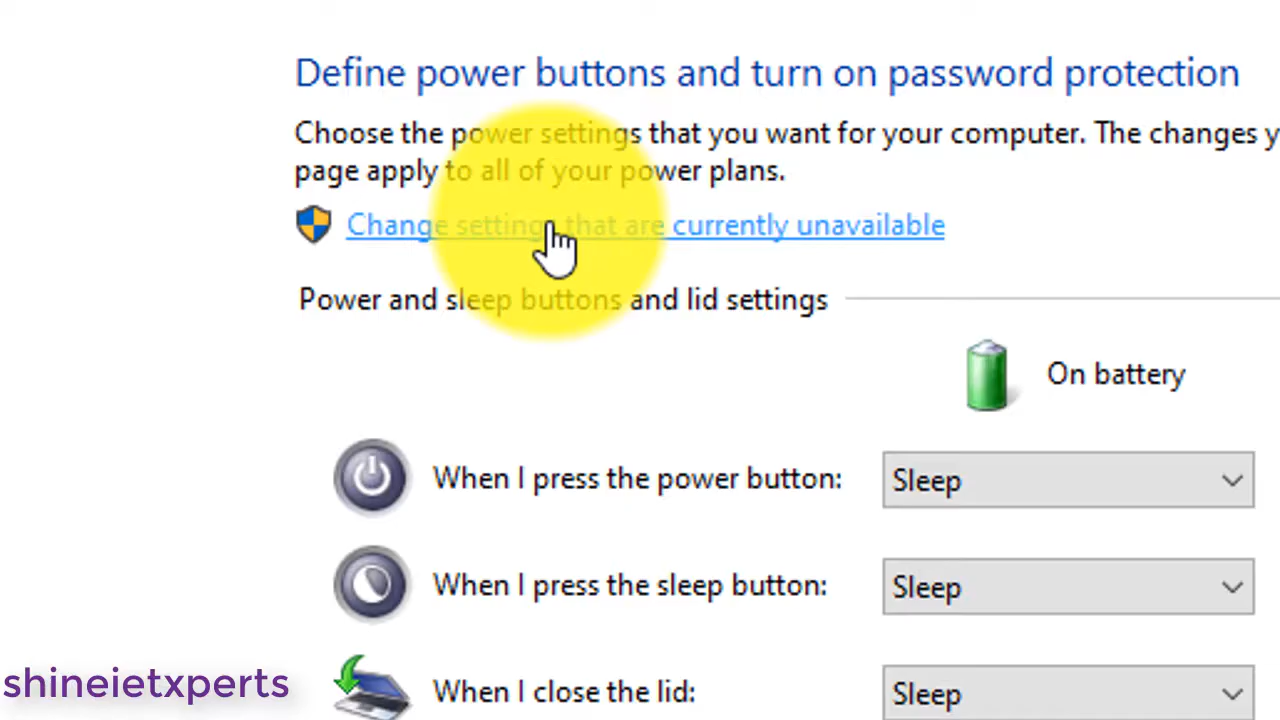 Define power buttons and turn on password protection
Choose the power settings that you want for your computer. The changes y
page apply to all of your power plans.
Change settings that are currently unavailable
Power and sleep buttons and lid settings
On battery
When I press the power button: Sleep
When I press the sleep button: Sleep
When I close the lid: Sleep
shineietxperts